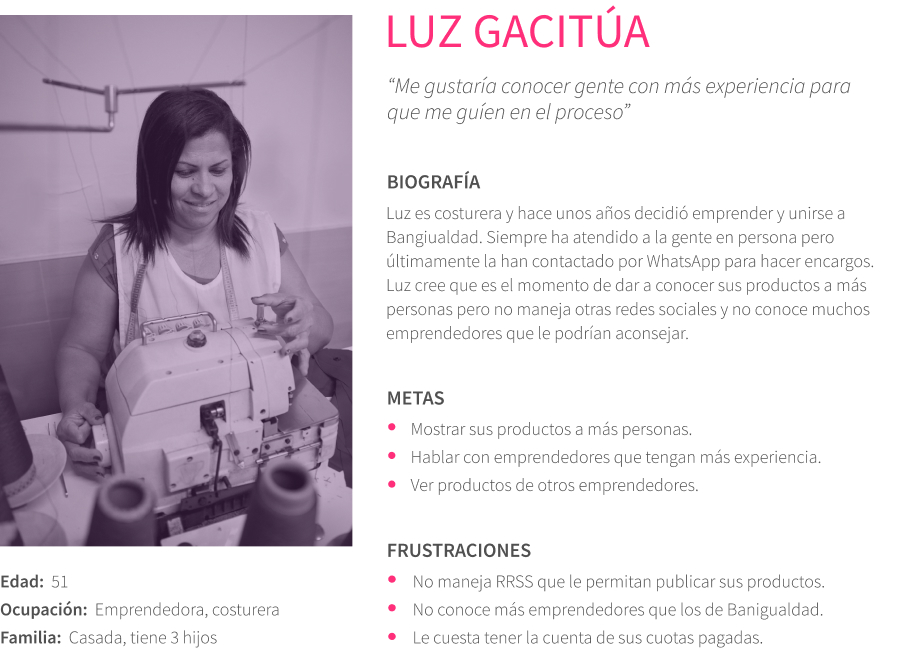 LUZ GACITÚA
“Me gustaría conocer gente con más experiencia para
que me guíen en el proceso”
BIOGRAFÍA
Luz es costurera y hace unos años decidió emprender y unirse a
Bangiualdad. Siempre ha atendido a la gente en persona pero
últimamente la han contactado por WhatsApp para hacer encargos.
Luz cree que es el momento de dar a conocer sus productos a más
personas pero no maneja otras redes sociales y no conoce muchos
emprendedores que le podrían aconsejar.
METAS
Mostrar sus productos a más personas.
Hablar con emprendedores que tengan más experiencia.
Ver productos de otros emprendedores.
FRUSTRACIONES
No maneja RRSS que le permitan publicar sus productos.
No conoce más emprendedores que los de Banigualdad.
Le cuesta tener la cuenta de sus cuotas pagadas.
Edad: 51
Ocupación: Emprendedora, costurera
Familia: Casada, tiene 3 hijos